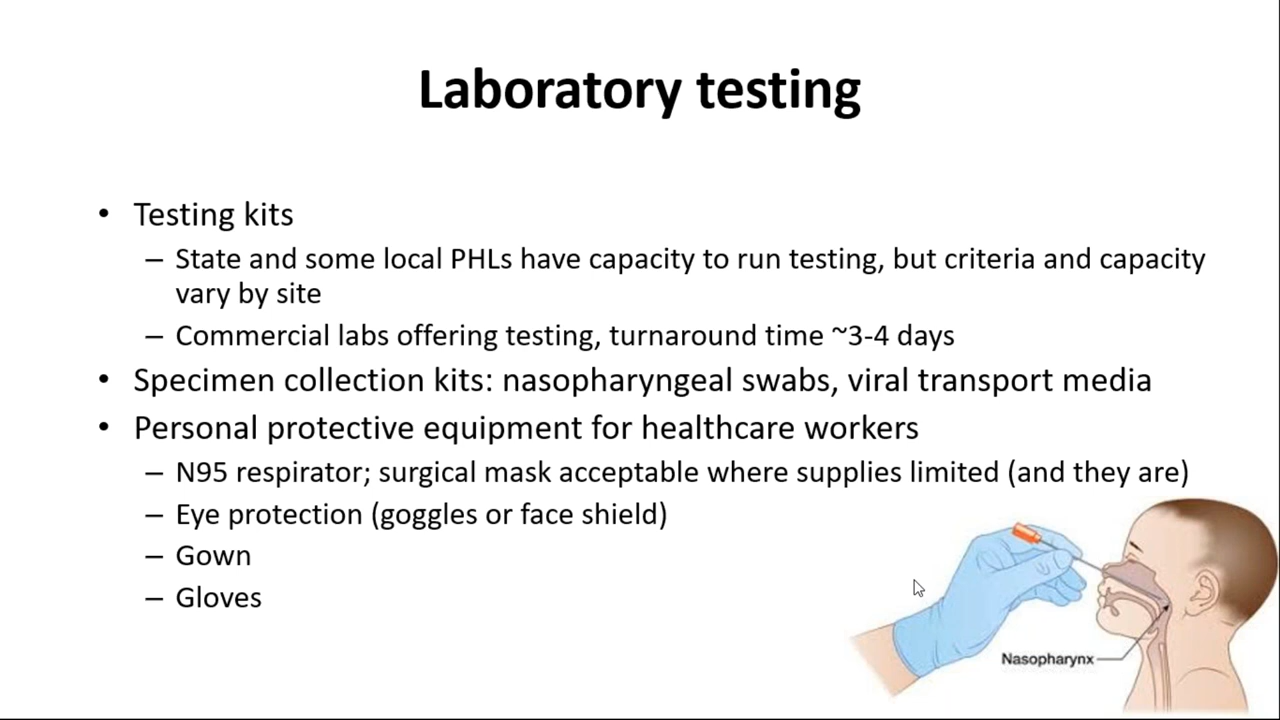 Laboratory testing
• Testing kits
– State and some local PHLs have capacity to run testing, but criteria and capacity
vary by site
– Commercial labs offering testing, turnaround time ~3-4 days
• Specimen collection kits: nasopharyngeal swabs, viral transport media
• Personal protective equipment for healthcare workers
– N95 respirator; surgical mask acceptable where supplies limited (and they are)
– Eye protection (goggles or face shield)
– Gown
– Gloves
Nasopharynx